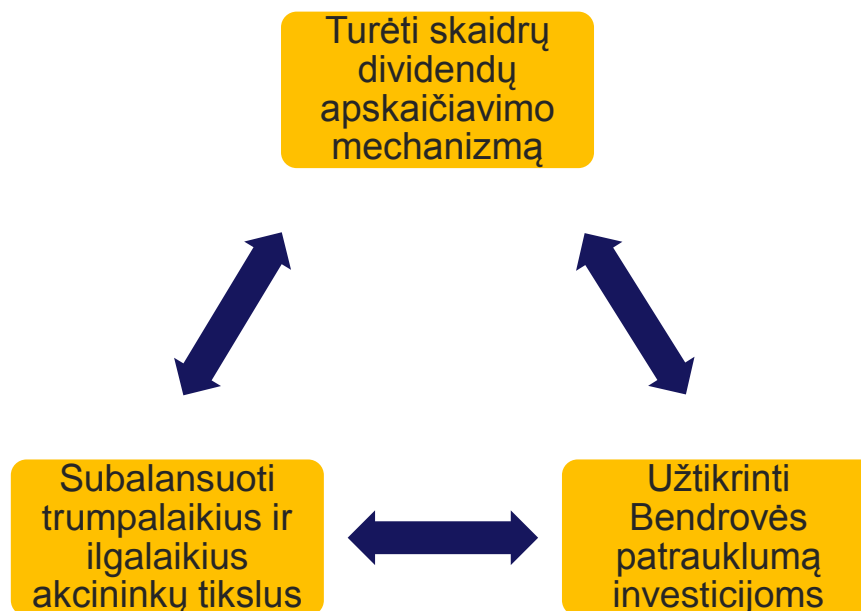 Turėti skaidrų
dividendų
apskaičiavimo
mechanizmą
Subalansuoti
trumpalaikius ir
ilgalaikius
akcininkų tikslus
Užtikrinti
Bendrovės
patrauklumą
investicijoms